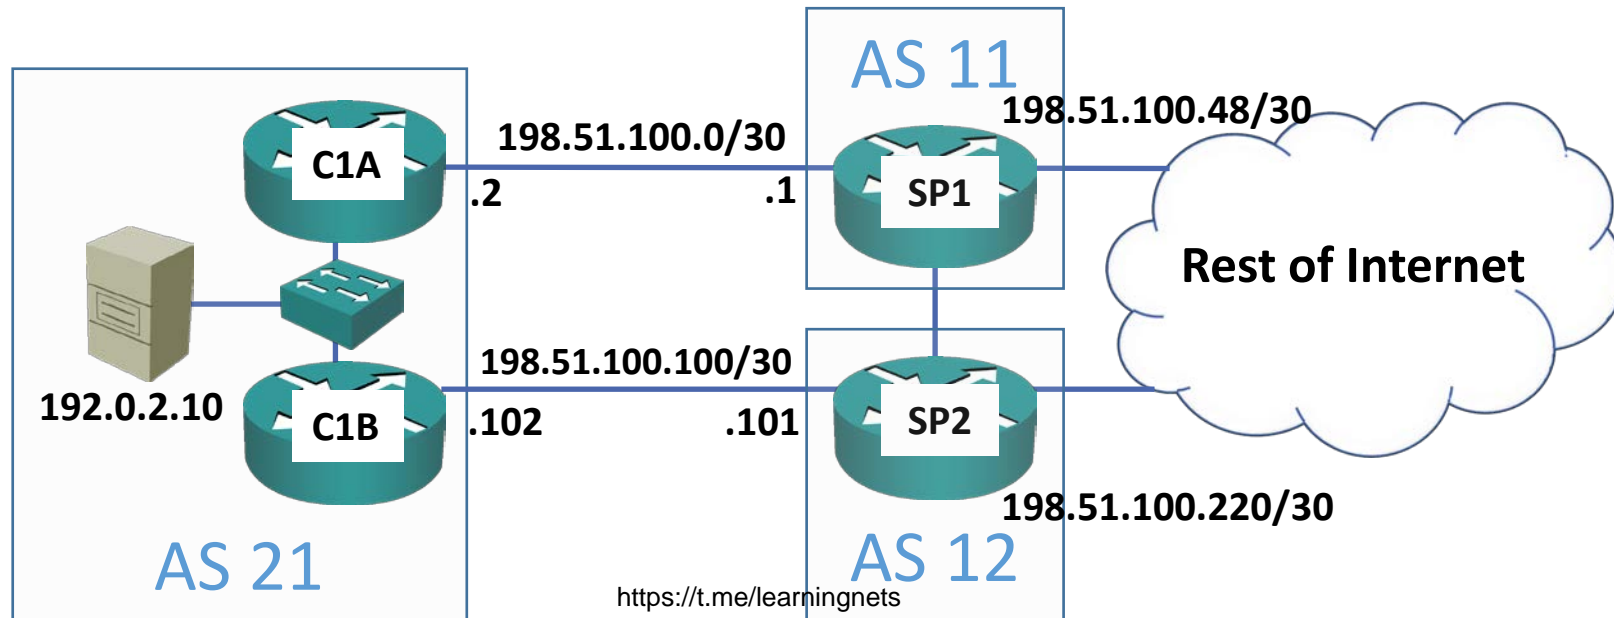 AS 11
198.51.100.48/30
198.51.100.0/30
C1A
.2
.1
SP1
Rest of Internet
192.0.2.10
198.51.100.100/30
C1B
.102
.101
SP2
198.51.100.220/30
AS 21
AS 12
https://t.me/learningnets